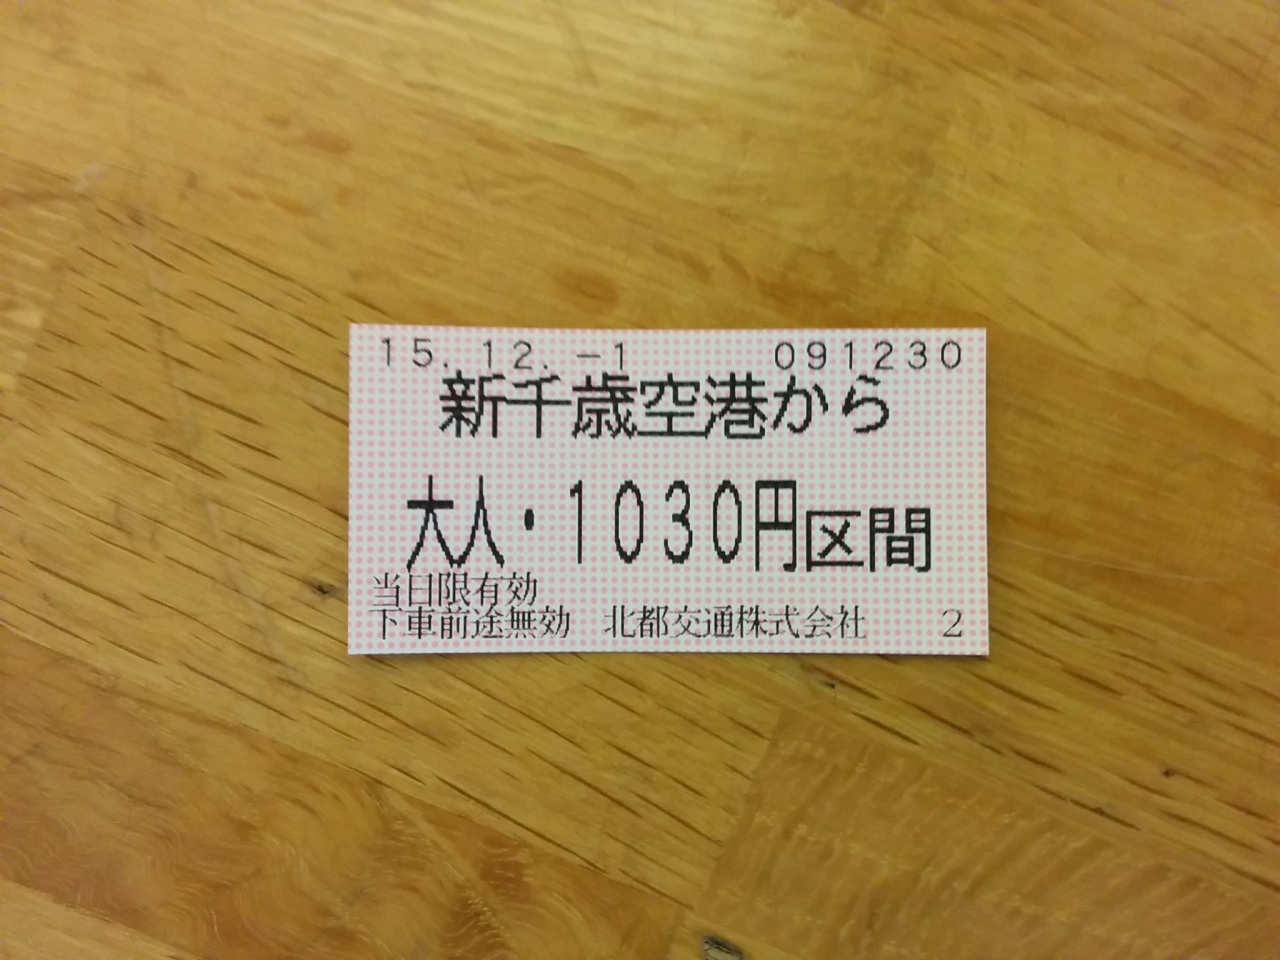 15.12.-1 091230
新千歳空港から
大人・1030円区間
当日限有効
下車前途無効 北都交通株式会社 2